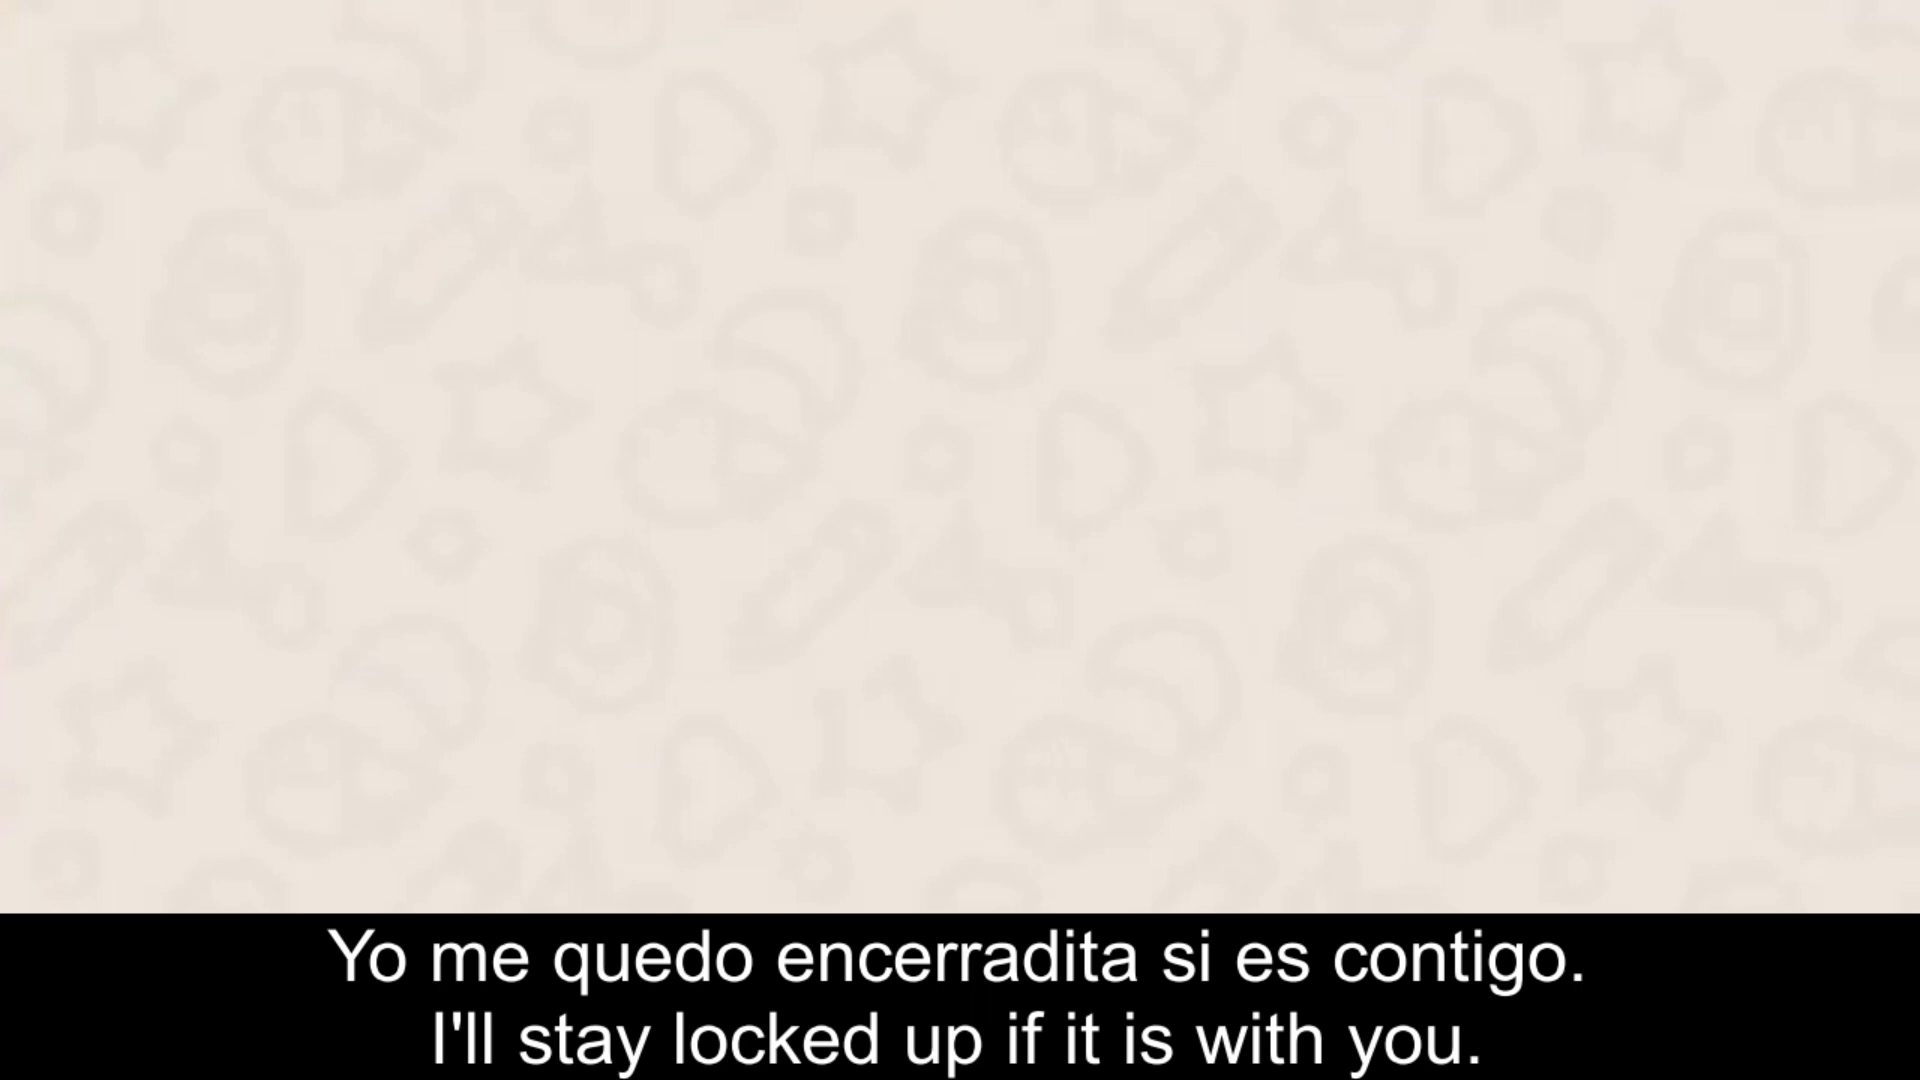 Yo me quedo encerradita si es contigo.
I'll stay locked up if it is with you.